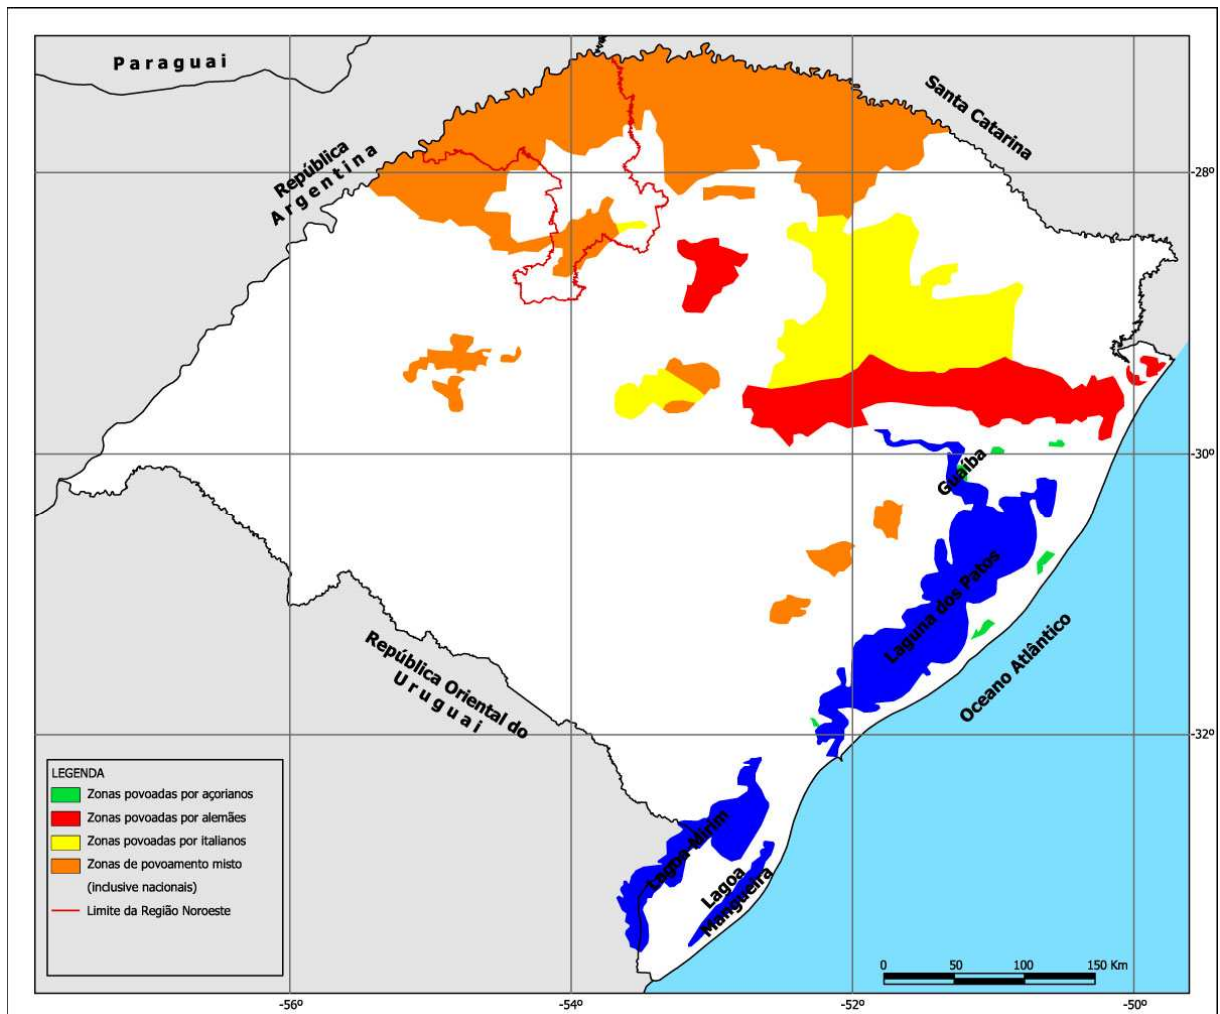 Paraguai
Santa Catarina
República
Argentina
-28º
Guaíba
-30º
Laguna dos Patos
República Oriental do
Uruguai
Oceano Atlântico
-32º
LEGENDA
Zonas povoadas por açorianos
Zonas povoadas por alemães
Zonas povoadas por italianos
Zonas de povoamento misto
(inclusive nacionais)
Limite da Região Noroeste
Lagoa Mirim
Lagoa
Mangueira
0 50 100 150 Km
-56º -54º -52º -50º